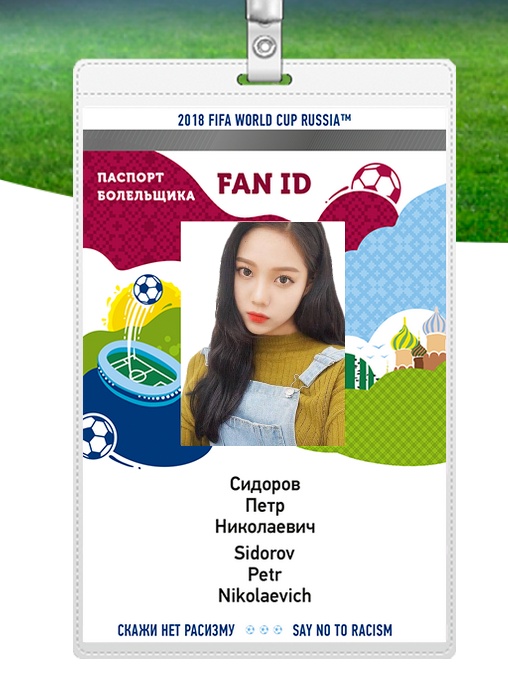 2018 FIFA WORLD CUP RUSSIA™
ПАСПОРТ
БОЛЕЛЬЩИКА
FAN ID
Сидоров
Петр
Николаевич
Sidorov
Petr
Nikolaevich
СКАЖИ НЕТ РАСИЗМУ
SAY NO TO RACISM